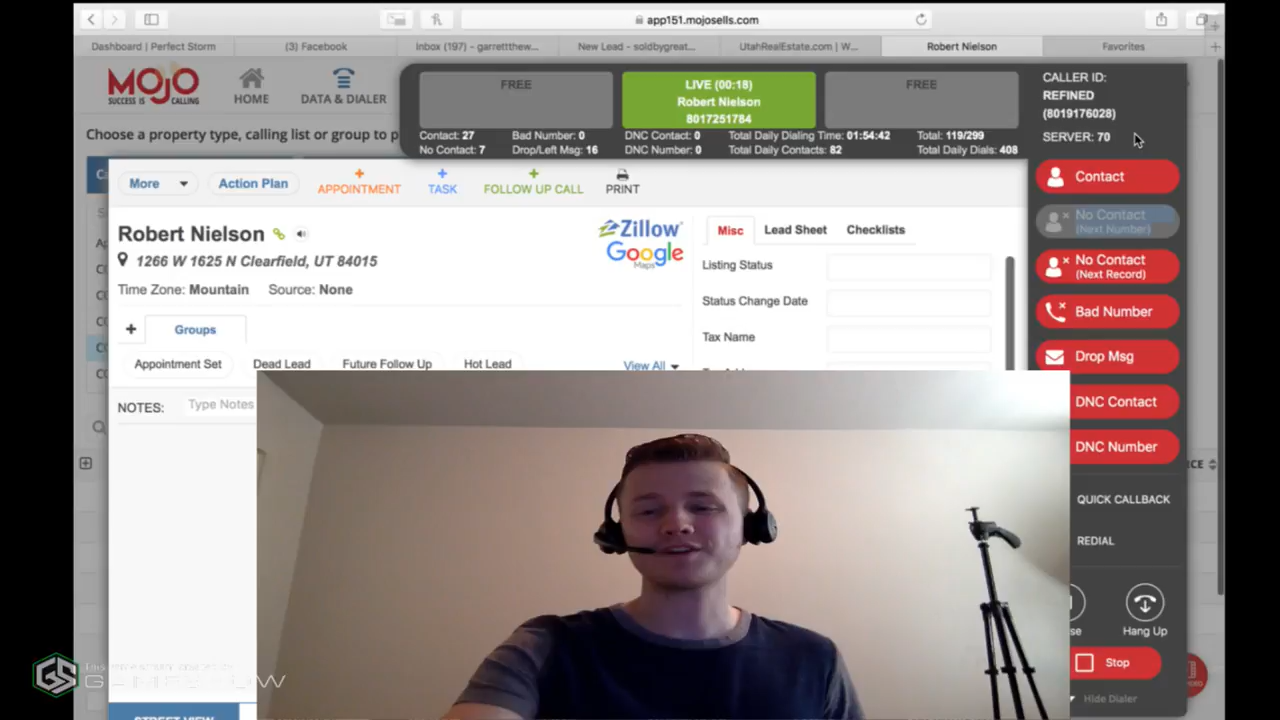 app151.mojosells.com
Dashboard | Perfect Storm
(3) Facebook
Inbox (197) - garrettthew...
New Lead - soldbygreat...
UtahRealEstate.com | W...
Robert Nielson
Favorites
MOJO
SUCCESS IS CALLING
HOME
DATA & DIALER
FREE
LIVE (00:18)
Robert Nielson
8017251784
FREE
Contact: 27
Bad Number: 0
DNC Contact: 0
Total Daily Dialing Time: 01:54:42
Total: 119/299
No Contact: 7
Drop/Left Msg: 16
DNC Number: 0
Total Daily Contacts: 82
Total Daily Dials: 408
CALLER ID:
REFINED
(8019176028)
SERVER: 70
Choose a property type, calling list or group to p
More
Action Plan
APPOINTMENT
TASK
FOLLOW UP CALL
PRINT
Robert Nielson
1266 W 1625 N Clearfield, UT 84015
Time Zone: Mountain
Source: None
Zillow
Google
Maps
Groups
Appointment Set
Dead Lead
Future Follow Up
Hot Lead
View All
NOTES:
Type Notes
Misc
Lead Sheet
Checklists
Listing Status
Status Change Date
Tax Name
Contact
No Contact
(Next Number)
No Contact
(Next Record)
Bad Number
Drop Msg
DNC Contact
DNC Number
QUICK CALLBACK
REDIAL
Hang Up
Stop
Hide Dialer
STREET VIEW